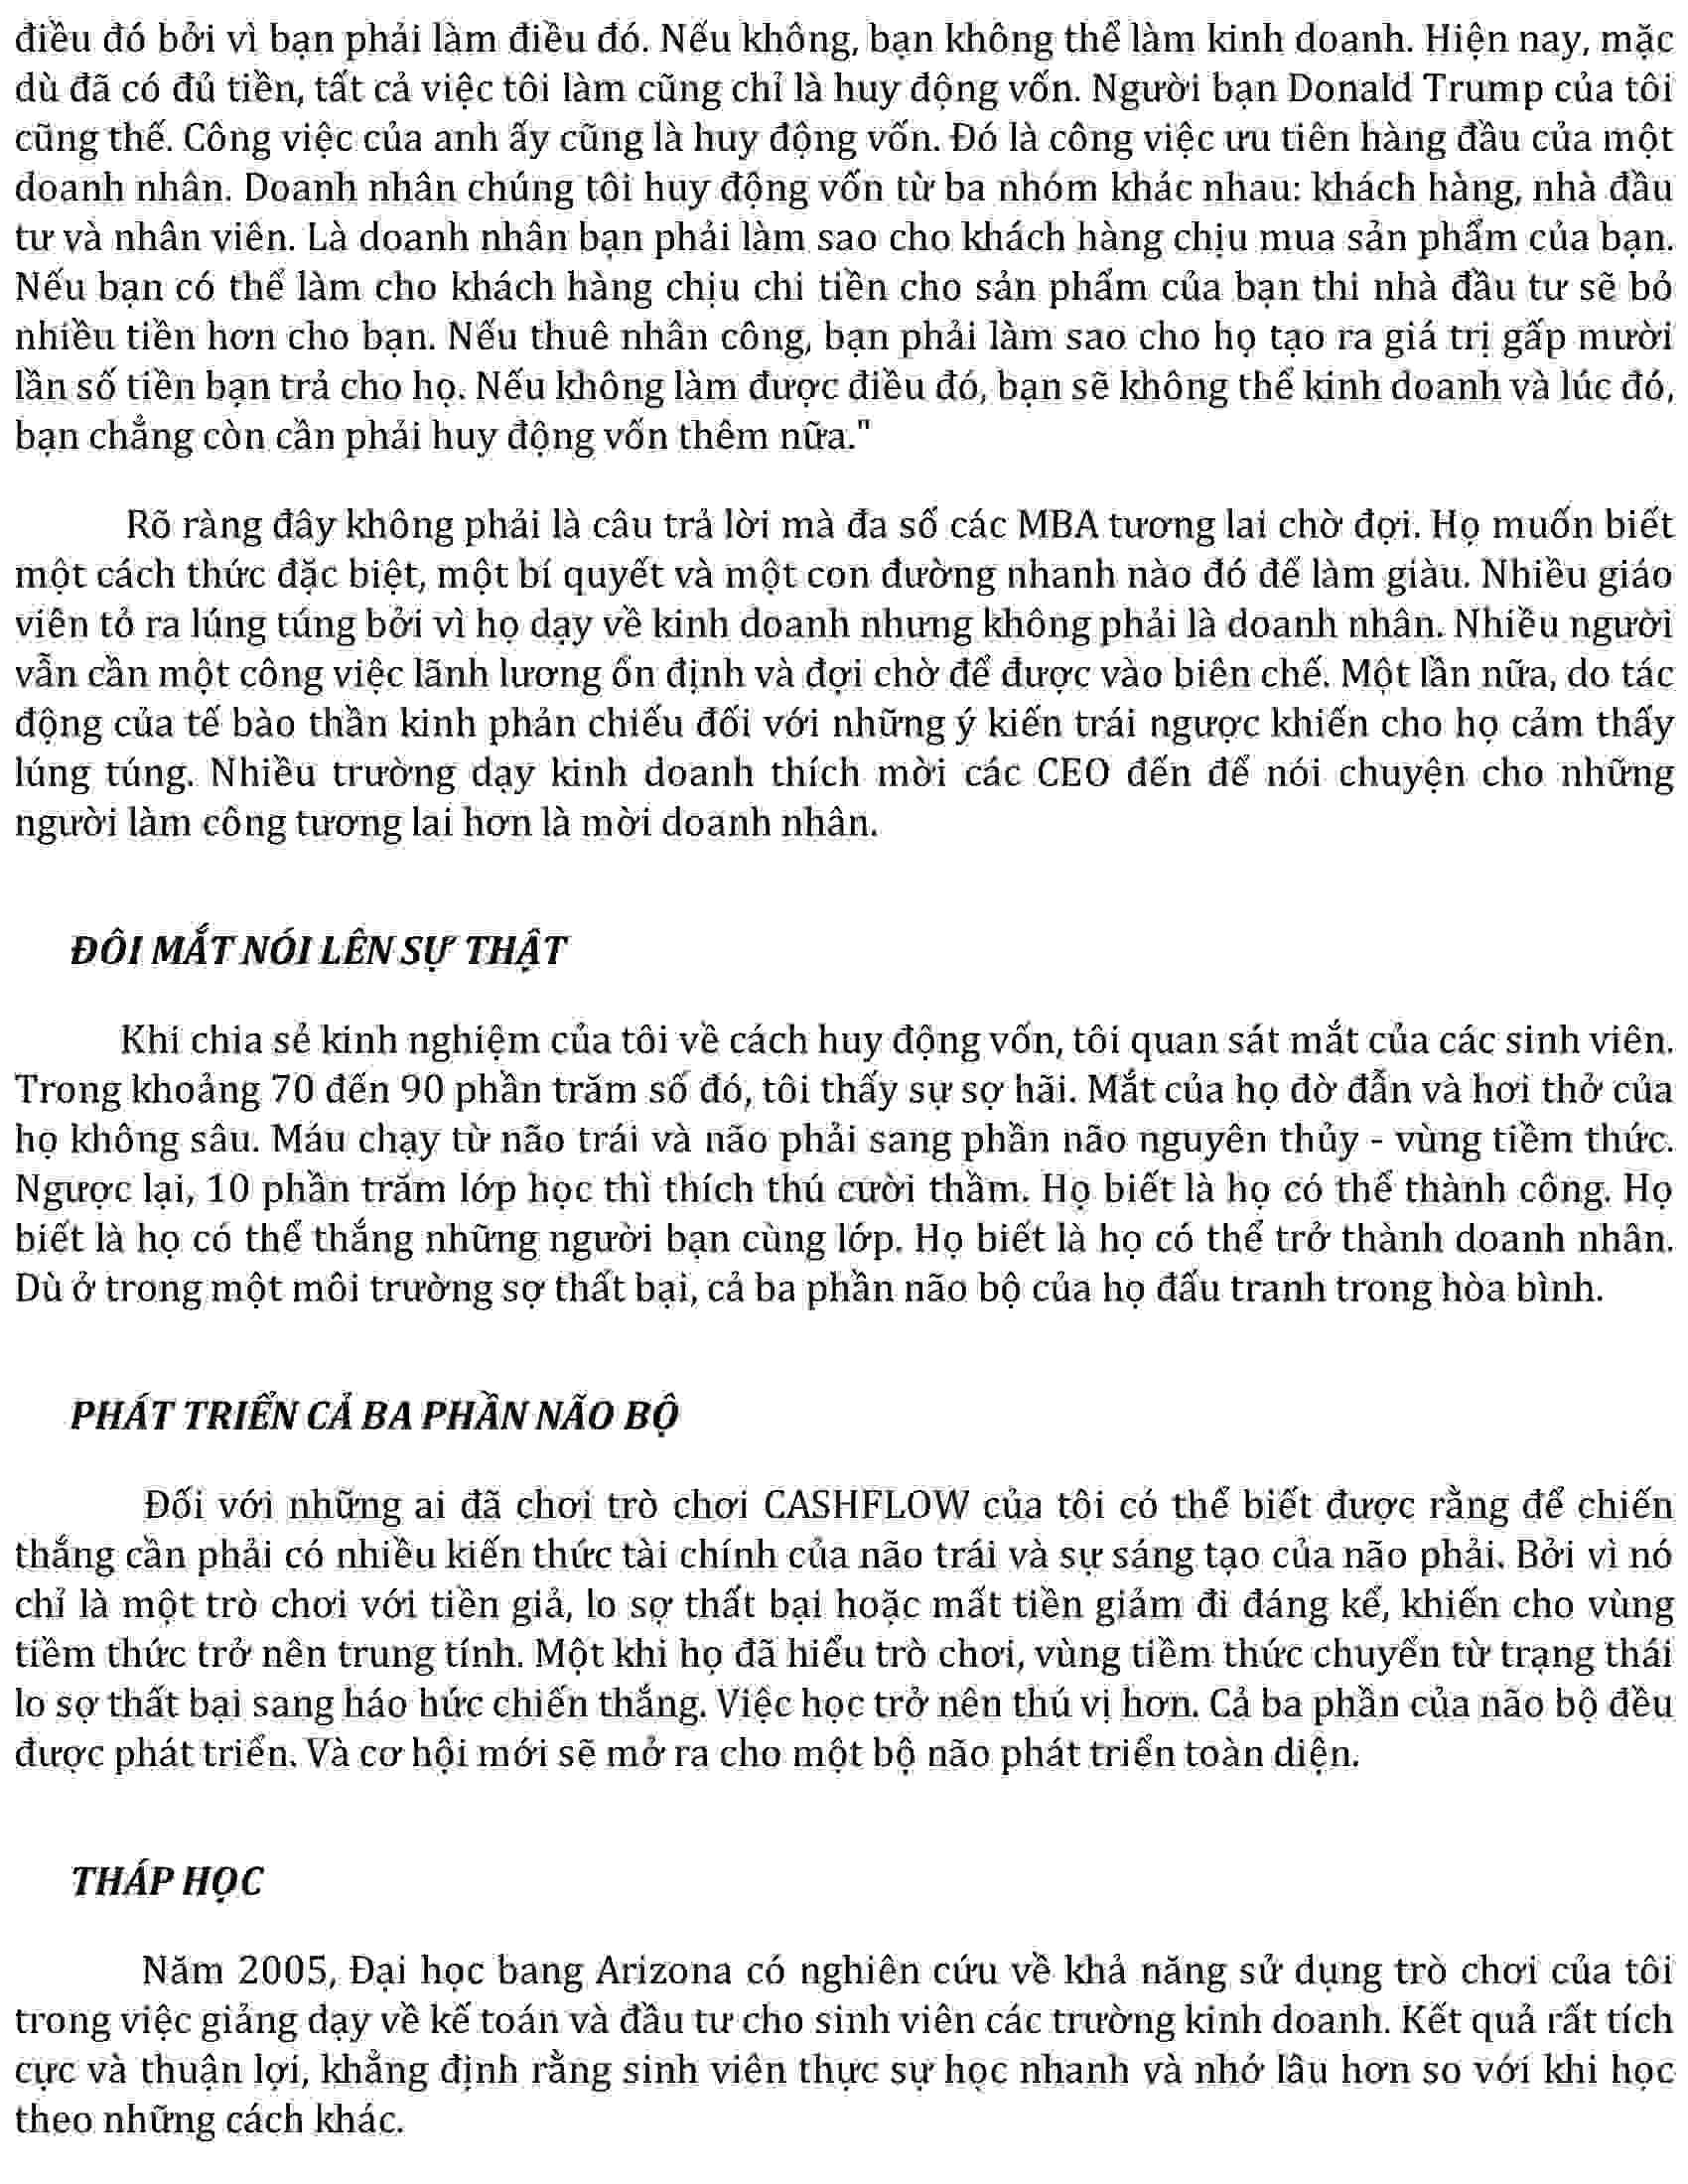 điều đó bởi vì bạn phải làm điều đó. Nếu không, bạn không thể làm kinh doanh. Hiện nay, mặc
dù đã có đủ tiền, tất cả việc tôi làm cũng chỉ là huy động vốn. Người bạn Donald Trump của tôi
cũng thế. Công việc của anh ấy cũng là huy động vốn. Đó là công việc ưu tiên hàng đầu của một
doanh nhân. Doanh nhân chúng tôi huy động vốn từ ba nhóm khác nhau: khách hàng, nhà đầu
tư và nhân viên. Là doanh nhân bạn phải làm sao cho khách hàng chịu mua sản phẩm của bạn.
Nếu bạn có thể làm cho khách hàng chịu chi tiền cho sản phẩm của bạn thi nhà đầu tư sẽ bỏ
nhiều tiền hơn cho bạn. Nếu thuê nhân công, bạn phải làm sao cho họ tạo ra giá trị gấp mười
lần số tiền bạn trả cho họ. Nếu không làm được điều đó, bạn sẽ không thể kinh doanh và lúc đó,
bạn chẳng còn cần phải huy động vốn thêm nữa."
Rõ ràng đây không phải là câu trả lời mà đa số các MBA tương lai chờ đợi. Họ muốn biết
một cách thức đặc biệt, một bí quyết và một con đường nhanh nào đó để làm giàu. Nhiều giáo
viên tỏ ra lúng túng bởi vì họ dạy về kinh doanh nhưng không phải là doanh nhân. Nhiều người
vẫn cần một công việc lãnh lương ổn định và đợi chờ để được vào biên chế. Một lần nữa, do tác
động của tế bào thần kinh phản chiếu đối với những ý kiến trái ngược khiến cho họ cảm thấy
lúng túng. Nhiều trường dạy kinh doanh thích mời các CEO đến để nói chuyện cho những
người làm công tương lai hơn là mời doanh nhân.
ĐÔI MẮT NÓI LÊN SỰ THẬT
Khi chia sẻ kinh nghiệm của tôi về cách huy động vốn, tôi quan sát mắt của các sinh viên.
Trong khoảng 70 đến 90 phần trăm số đó, tôi thấy sự sợ hãi. Mắt của họ đờ đẫn và hơi thở của
họ không sâu. Máu chạy từ não trái và não phải sang phần não nguyên thủy - vùng tiềm thức.
Ngược lại, 10 phần trăm lớp học thì thích thú cười thầm. Họ biết là họ có thể thành công. Họ
biết là họ có thể thắng những người bạn cùng lớp. Họ biết là họ có thể trở thành doanh nhân.
Dù ở trong một môi trường sợ thất bại, cả ba phần não bộ của họ đấu tranh trong hòa bình.
PHÁT TRIỂN CẢ BA PHẦN NÃO BỘ
Đối với những ai đã chơi trò chơi CASHFLOW của tôi có thể biết được rằng để chiến
thắng cần phải có nhiều kiến thức tài chính của não trái và sự sáng tạo của não phải. Bởi vì nó
chỉ là một trò chơi với tiền giả, lo sợ thất bại hoặc mất tiền giảm đi đáng kể, khiến cho vùng
tiềm thức trở nên trung tính. Một khi họ đã hiểu trò chơi, vùng tiềm thức chuyển từ trạng thái
lo sợ thất bại sang háo hức chiến thắng. Việc học trở nên thú vị hơn. Cả ba phần của não bộ đều
được phát triển. Và cơ hội mới sẽ mở ra cho một bộ não phát triển toàn diện.
THÁP HỌC
Năm 2005, Đại học bang Arizona có nghiên cứu về khả năng sử dụng trò chơi của tôi
trong việc giảng dạy về kế toán và đầu tư cho sinh viên các trường kinh doanh. Kết quả rất tích
cực và thuận lợi, khẳng định rằng sinh viên thực sự học nhanh và nhớ lâu hơn so với khi học
theo những cách khác.